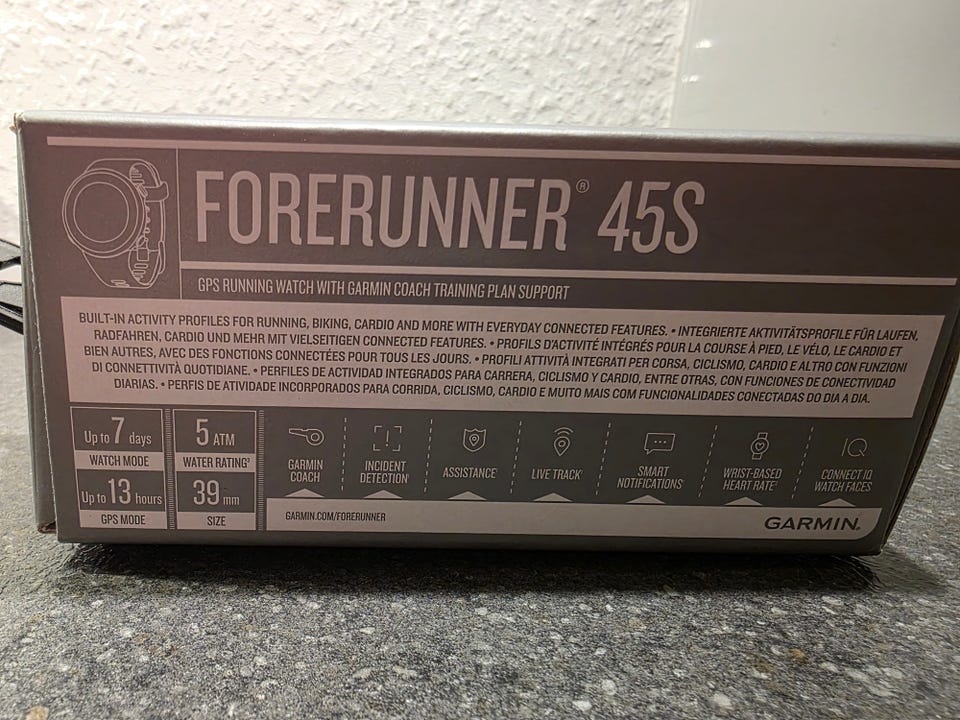 FORERUNNER® 45S
GPS RUNNING WATCH WITH GARMIN COACH TRAINING PLAN SUPPORT
BUILT-IN ACTIVITY PROFILES FOR RUNNING, BIKING, CARDIO AND MORE WITH EVERYDAY CONNECTED FEATURES. • INTEGRIERTE AKTIVITÄTSPROFILE FÜR LAUFEN,
RADFAHREN, CARDIO UND MEHR MIT VIELSEITIGEN CONNECTED FEATURES. • PROFILS D'ACTIVITÉ INTÉGRÉS POUR LA COURSE À PIED, LE VÉLO, LE CARDIO ET
BIEN AUTRES, AVEC DES FONCTIONS CONNECTÉES POUR TOUS LES JOURS. • PROFILI ATTIVITÀ INTEGRATI PER CORSA, CICLISMO, CARDIO E ALTRO CON FUNZIONI
DI CONNETTIVITÀ QUOTIDIANE. • PERFILES DE ACTIVIDAD INTEGRADOS PARA CARRERA, CICLISMO Y CARDIO, ENTRE OTRAS, CON FUNCIONES DE CONECTIVIDAD
DIARIAS. • PERFIS DE ATIVIDADE INCORPORADOS PARA CORRIDA, CICLISMO, CARDIO E MUITO MAIS COM FUNCIONALIDADES CONECTADAS DO DIA A DIA.
Up to 7 days
WATCH MODE
5 ATM
WATER RATING³
Up to 13 hours
GPS MODE
39 mm
SIZE
GARMIN
COACH
INCIDENT
DETECTION¹
ASSISTANCE¹
LIVE TRACK¹
SMART
NOTIFICATIONS¹
WRIST-BASED
HEART RATE²
IQ
CONNECT IQ
WATCH FACES
GARMIN.COM/FORERUNNER
GARMIN®